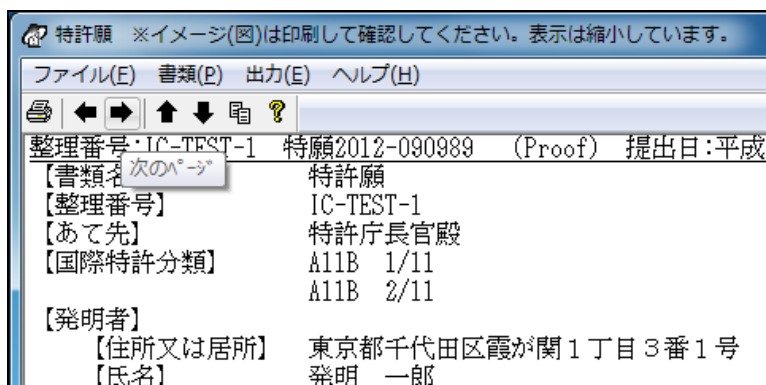 特許願　※イメージ(図)は印刷して確認してください。表示は縮小しています。
ファイル(F)　書類(P)　出力(E)　ヘルプ(H)
整理番号:IC-TEST-1　特願2012-090989　(Proof)　提出日:平成
次のﾍﾟｰｼﾞ
【書類名　特許願
【整理番号】　IC-TEST-1
【あて先】　特許庁長官殿
【国際特許分類】　A11B　1/11
A11B　2/11
【発明者】
【住所又は居所】　東京都千代田区霞が関１丁目３番１号
【氏名】　発明　一郎